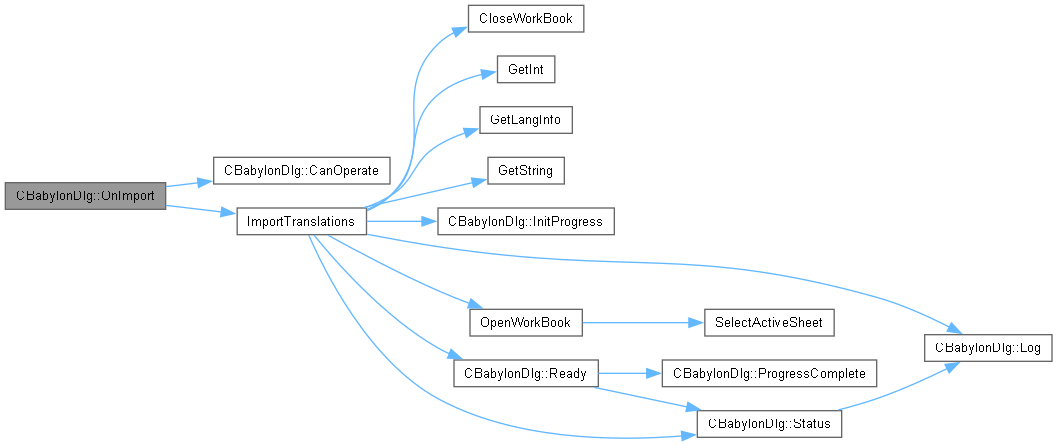 CloseWorkBook
GetInt
GetLangInfo
CBabylonDlg::CanOperate
GetString
CBabylonDlg::OnImport
ImportTranslations
CBabylonDlg::InitProgress
OpenWorkBook
SelectActiveSheet
CBabylonDlg::Log
CBabylonDlg::Ready
CBabylonDlg::ProgressComplete
CBabylonDlg::Status